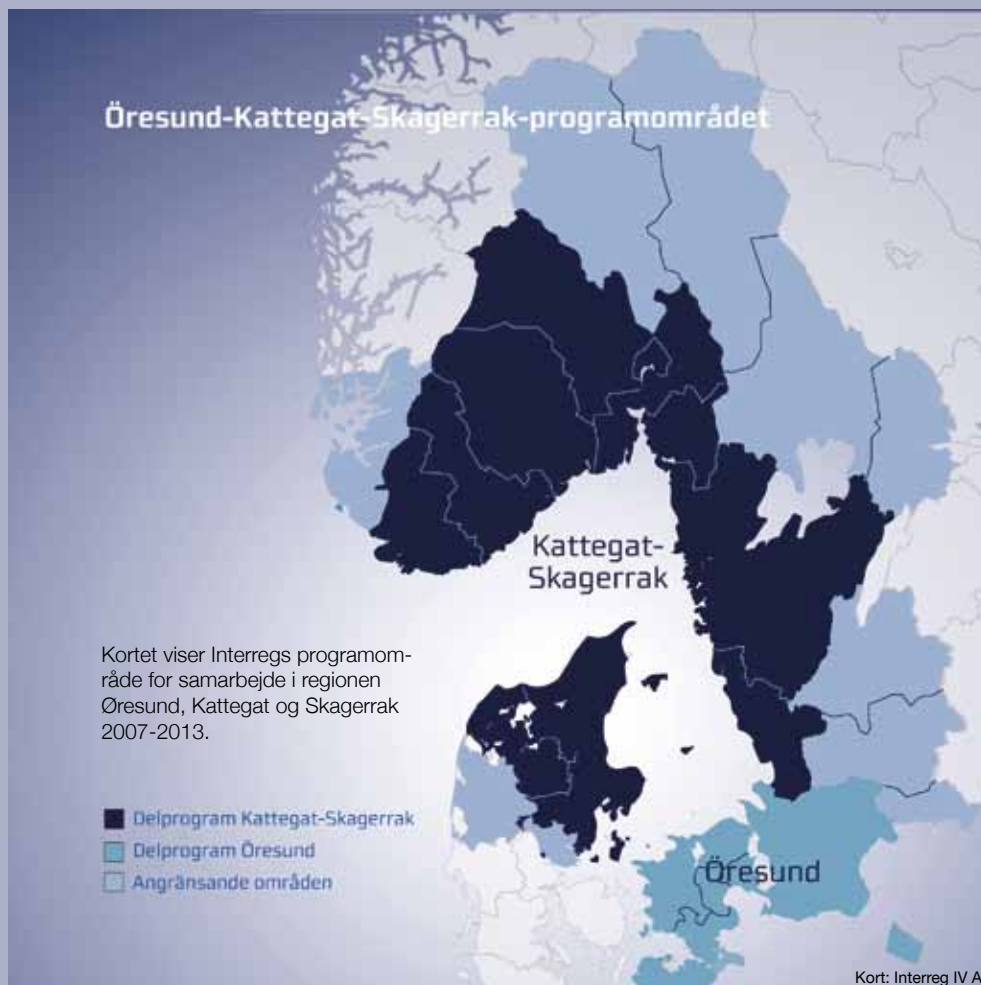 Öresund-Kattegat-Skagerrak-programområdet
Kattegat-
Skagerrak
Kortet viser Interregs programom-
råde for samarbejde i regionen
Øresund, Kattegat og Skagerrak
2007-2013.
Delprogram Kattegat-Skagerrak
Delprogram Öresund
Angränsande områden
Öresund
Kort: Interreg IV A